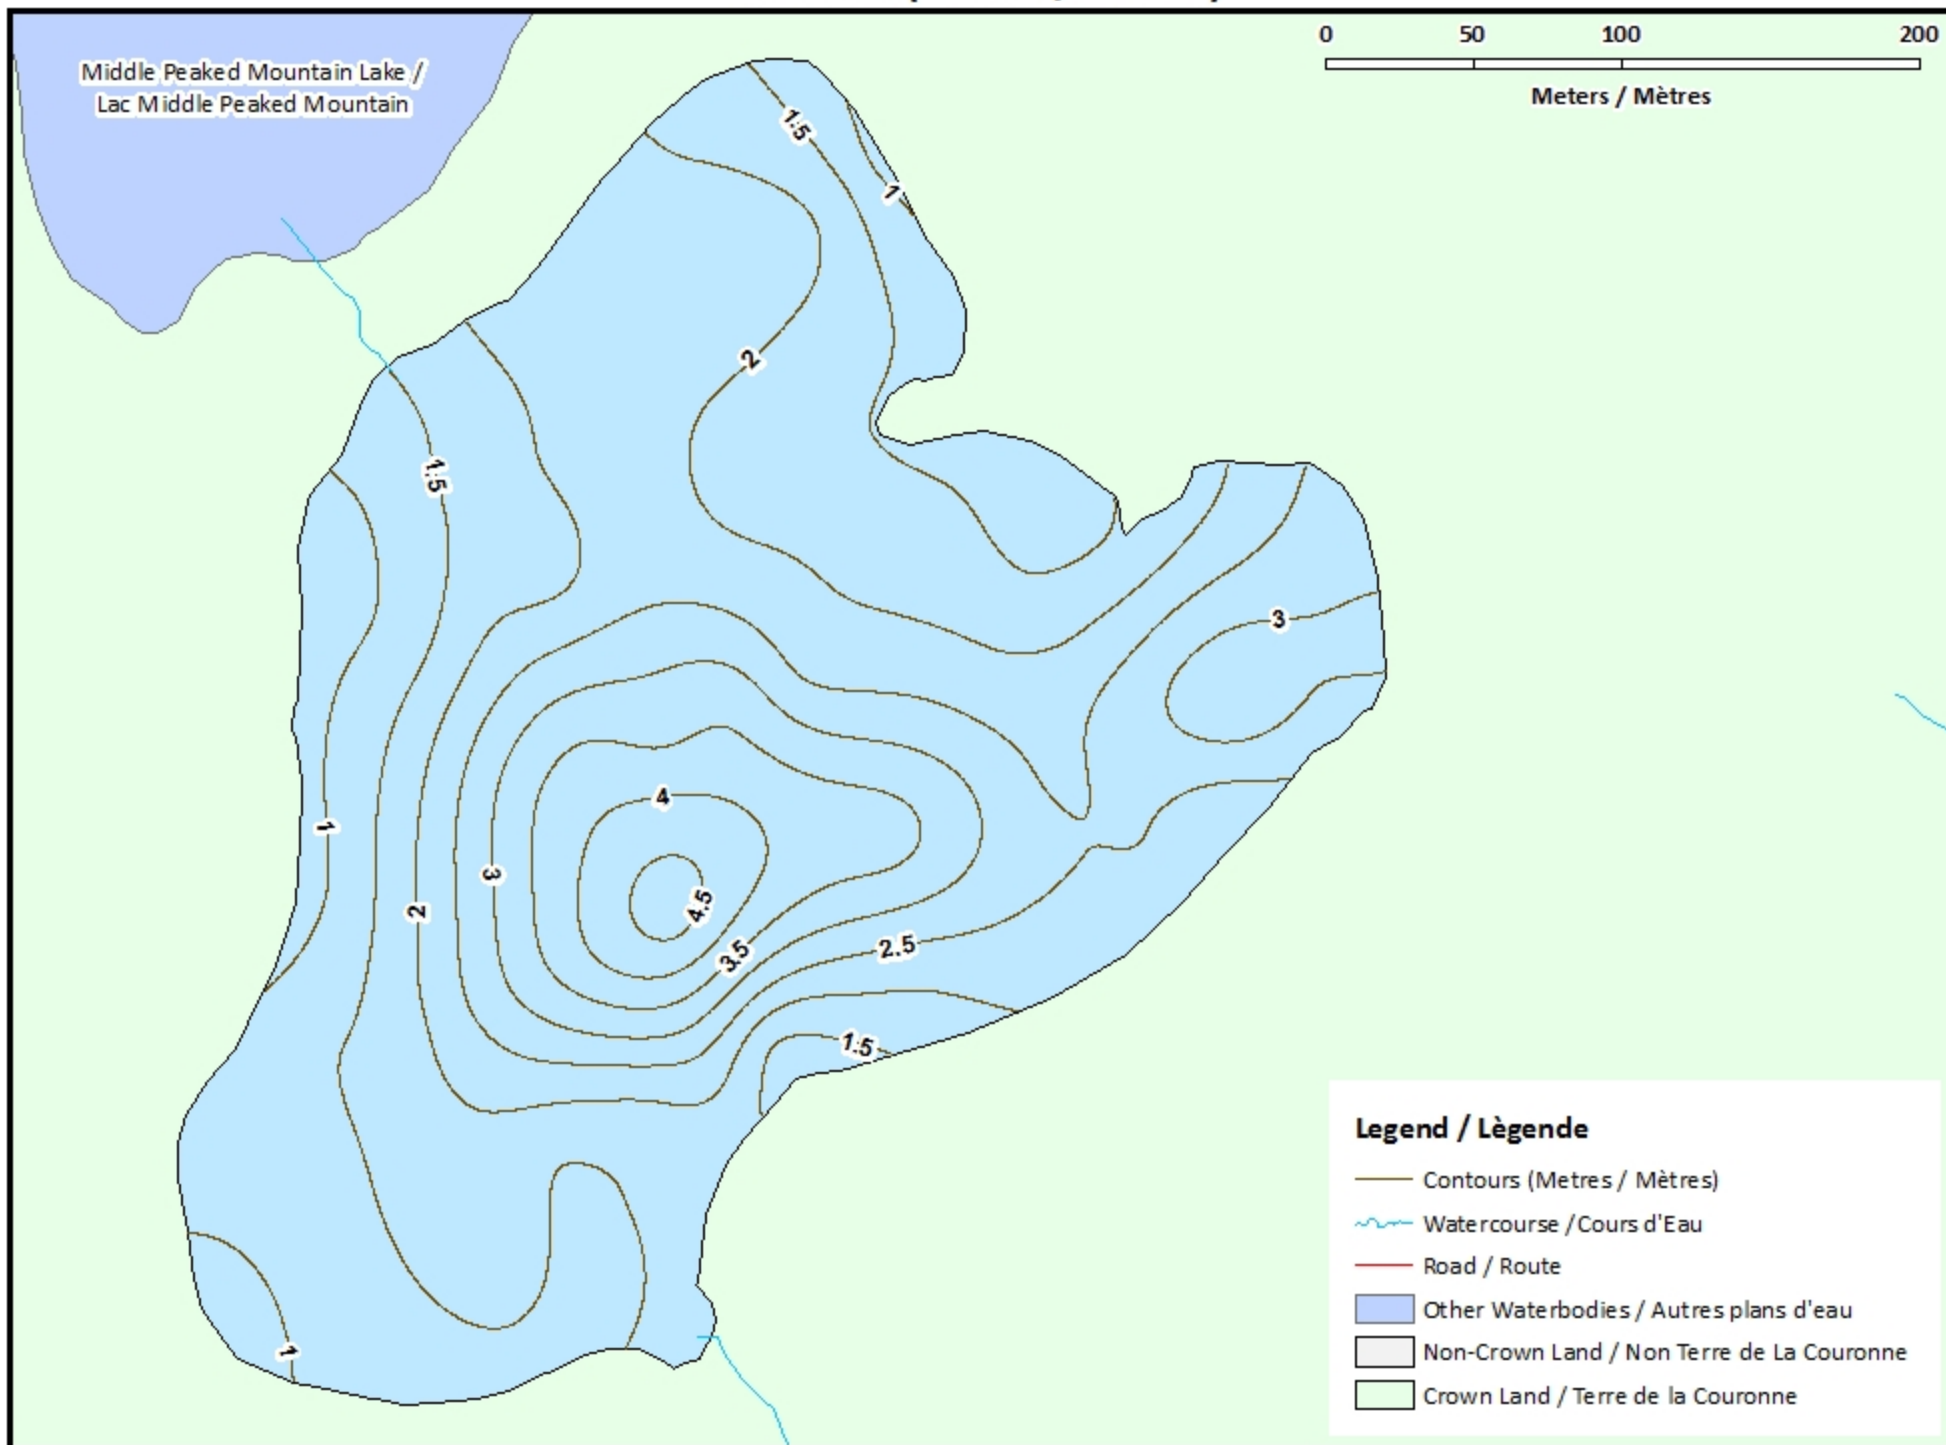 0 50 100 200
Meters / Mètres
Middle Peaked Mountain Lake /
Lac Middle Peaked Mountain
1.5
1
2
1.5
3
4
1
3
4.5
2
3.5
2.5
1.5
1
Legend / Lègende
Contours (Metres / Mètres)
Watercourse /Cours d'Eau
Road / Route
Other Waterbodies / Autres plans d'eau
Non-Crown Land / Non Terre de La Couronne
Crown Land / Terre de la Couronne